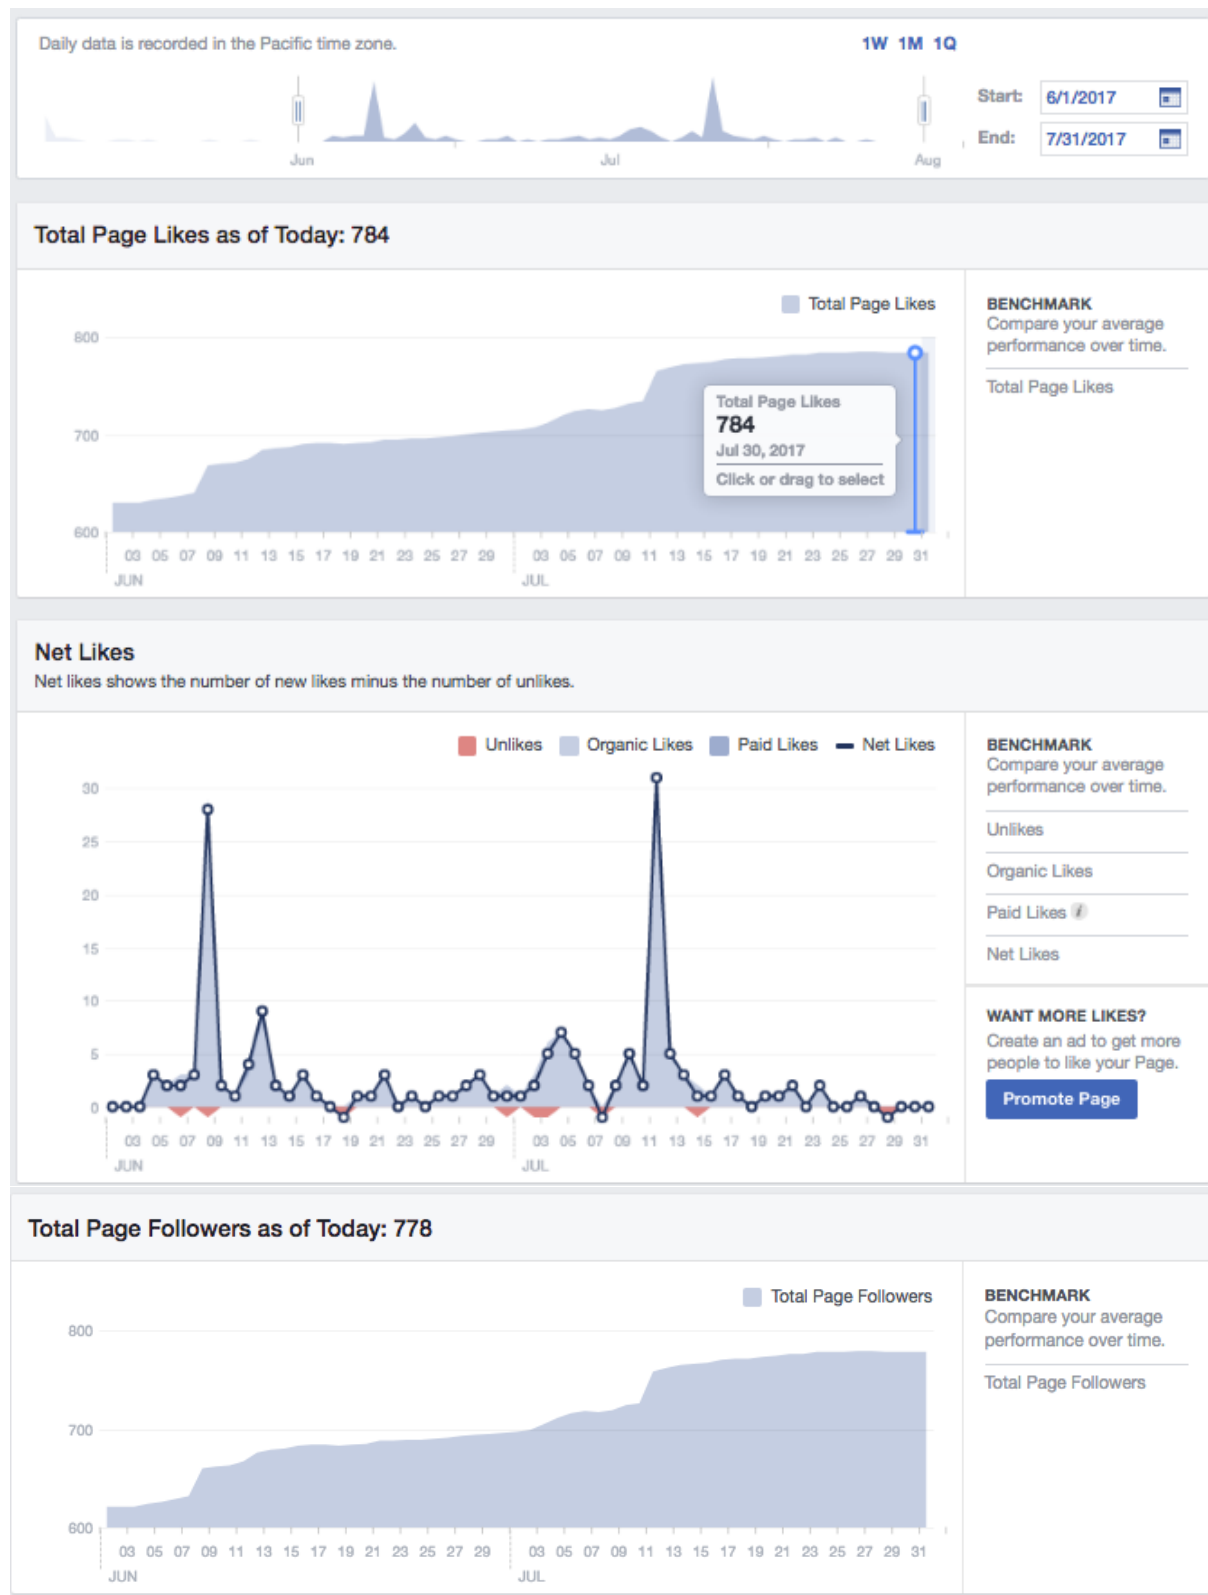 Daily data is recorded in the Pacific time zone.
1W 1M 1Q
Start: 6/1/2017
End: 7/31/2017
Jun Jul Aug
Total Page Likes as of Today: 784
Total Page Likes
800
700
600
Total Page Likes
784
Jul 30, 2017
Click or drag to select
03 05 07 09 11 13 15 17 19 21 23 25 27 29 03 05 07 09 11 13 15 17 19 21 23 25 27 29 31
JUN JUL
BENCHMARK
Compare your average
performance over time.
Total Page Likes
Net Likes
Net likes shows the number of new likes minus the number of unlikes.
Unlikes Organic Likes Paid Likes Net Likes
30
25
20
15
10
5
0
03 05 07 09 11 13 15 17 19 21 23 25 27 29 03 05 07 09 11 13 15 17 19 21 23 25 27 29 31
JUN JUL
BENCHMARK
Compare your average
performance over time.
Unlikes
Organic Likes
Paid Likes i
Net Likes
WANT MORE LIKES?
Create an ad to get more
people to like your Page.
Promote Page
Total Page Followers as of Today: 778
Total Page Followers
800
700
600
03 05 07 09 11 13 15 17 19 21 23 25 27 29 03 05 07 09 11 13 15 17 19 21 23 25 27 29 31
JUN JUL
BENCHMARK
Compare your average
performance over time.
Total Page Followers